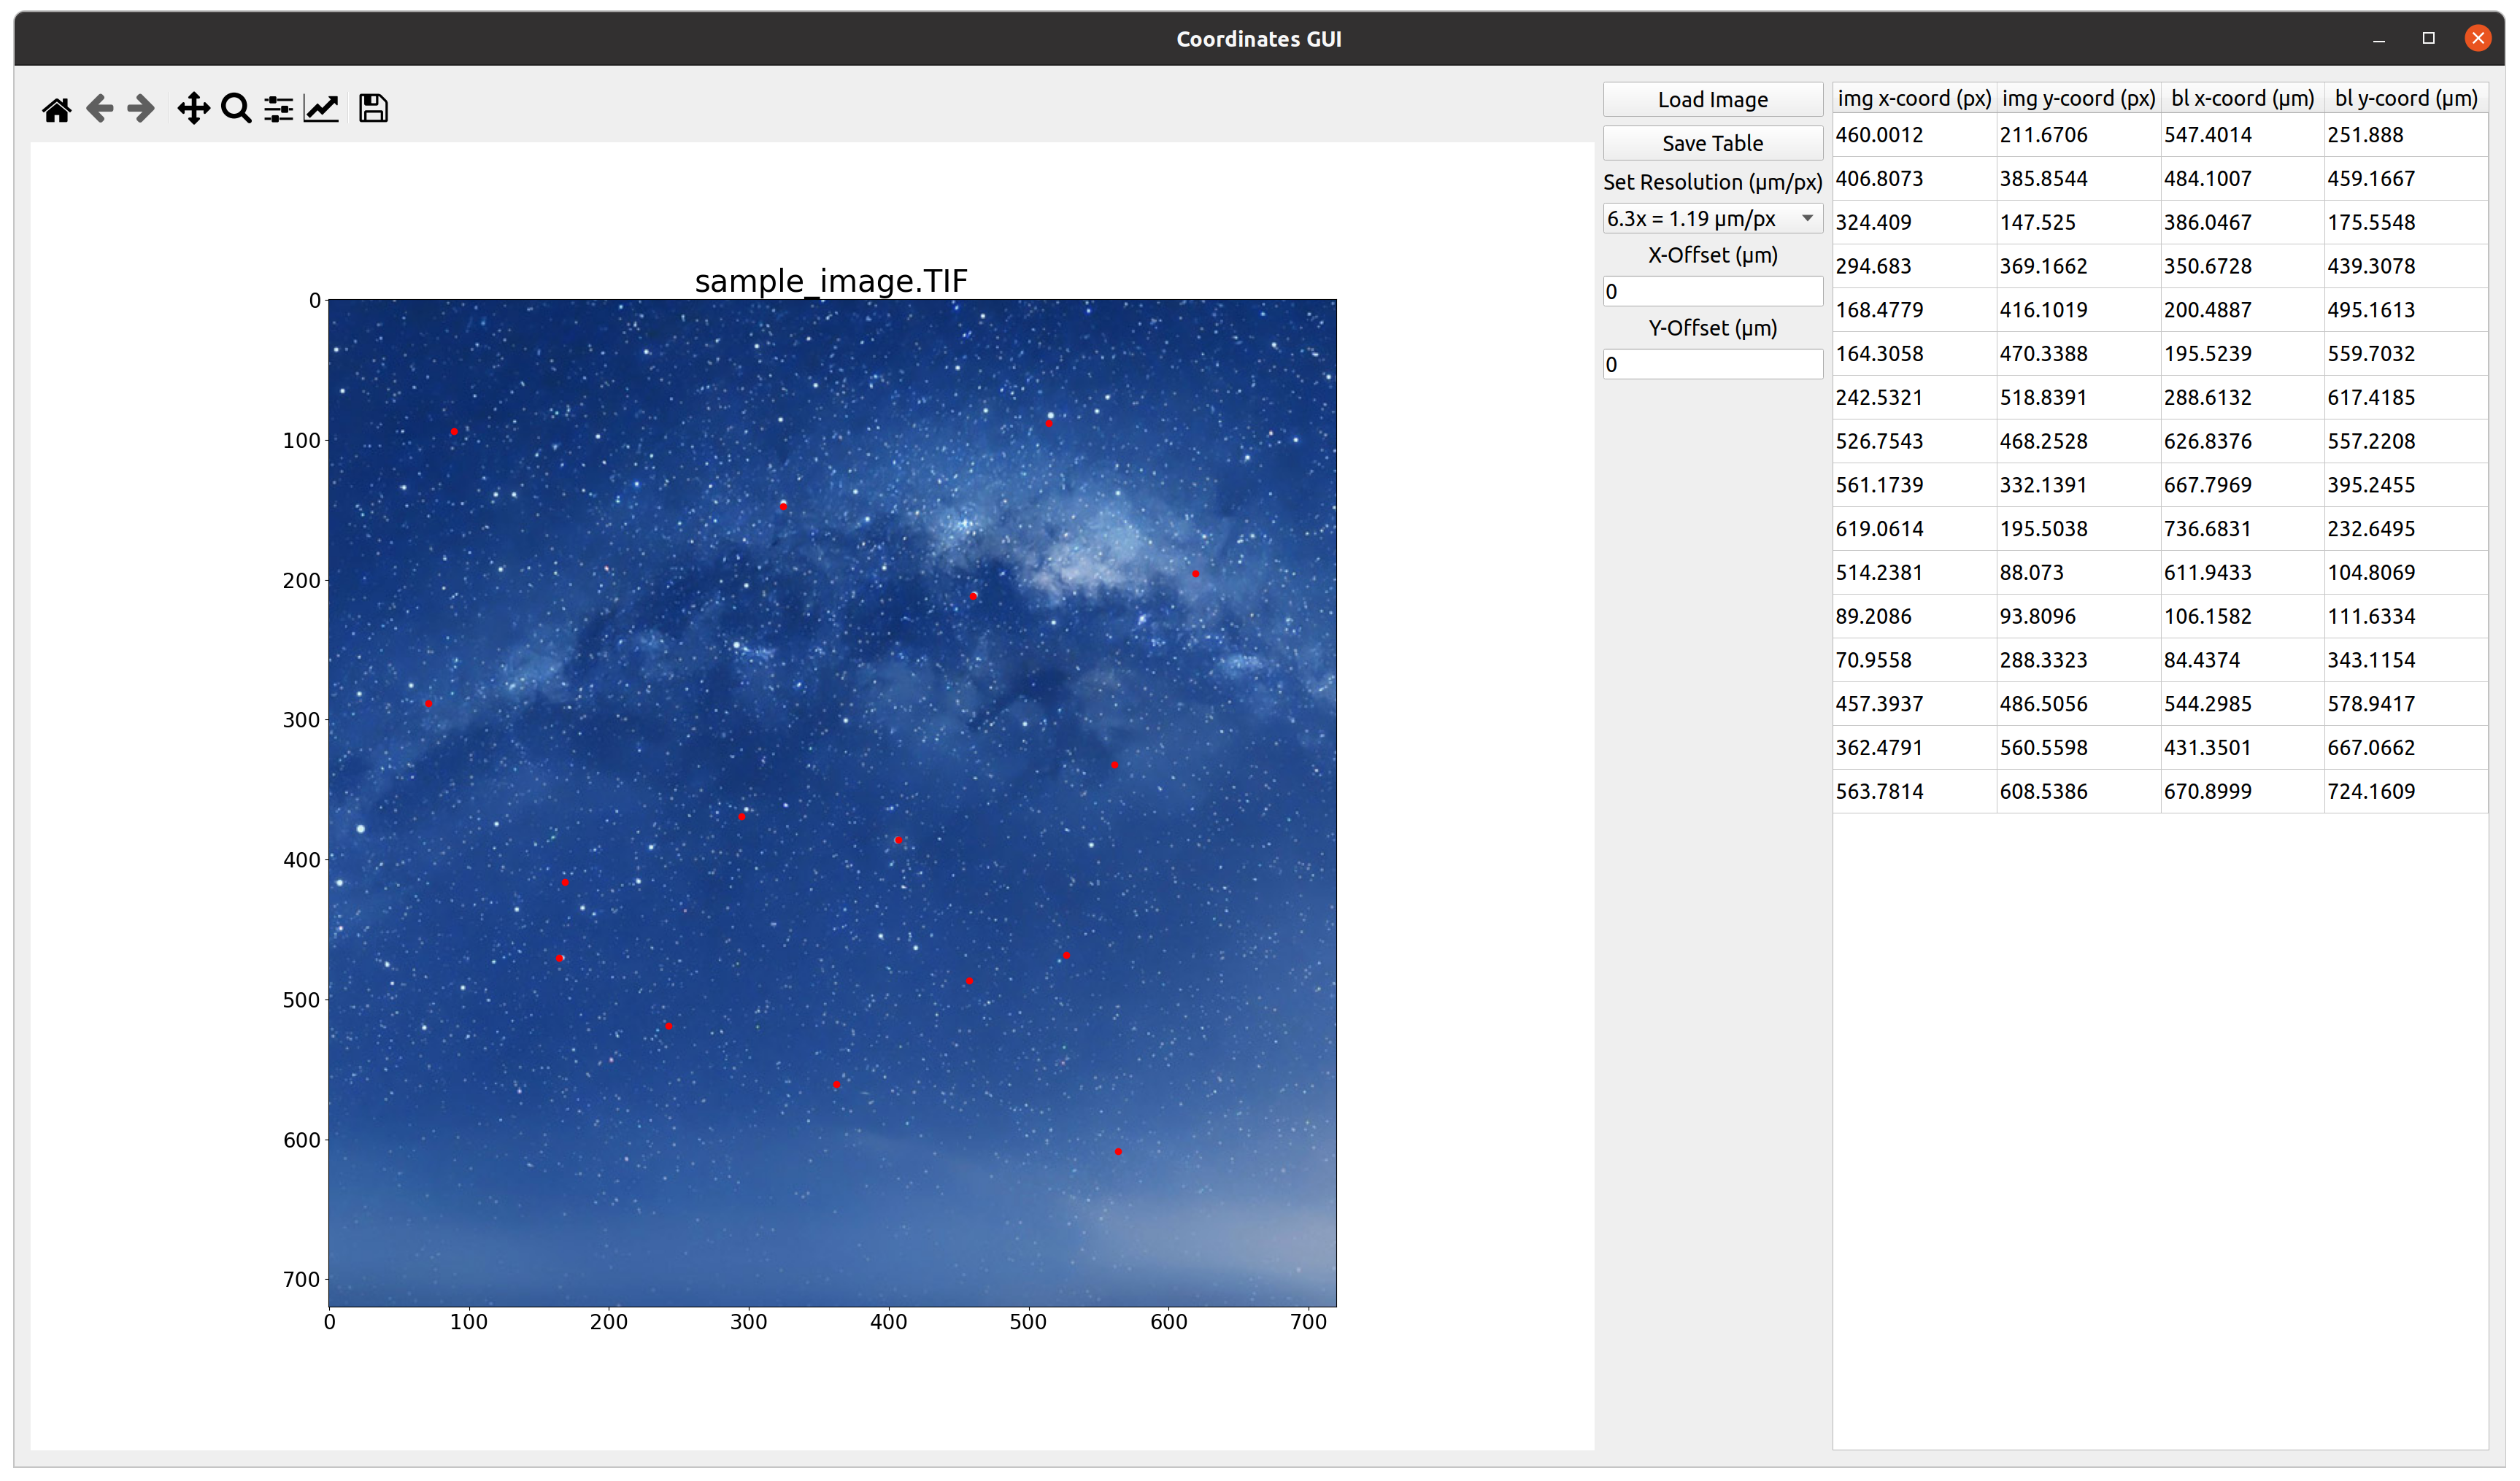 Coordinates GUI
Load Image
Save Table
Set Resolution (µm/px)
6.3x = 1.19 µm/px
X-Offset (µm)
0
Y-Offset (µm)
0
sample_image.TIF
0
100
200
300
400
500
600
700
0 100 200 300 400 500 600 700
img x-coord (px) img y-coord (px) bl x-coord (µm) bl y-coord (µm)
460.0012 211.6706 547.4014 251.888
406.8073 385.8544 484.1007 459.1667
324.409 147.525 386.0467 175.5548
294.683 369.1662 350.6728 439.3078
168.4779 416.1019 200.4887 495.1613
164.3058 470.3388 195.5239 559.7032
242.5321 518.8391 288.6132 617.4185
526.7543 468.2528 626.8376 557.2208
561.1739 332.1391 667.7969 395.2455
619.0614 195.5038 736.6831 232.6495
514.2381 88.073 611.9433 104.8069
89.2086 93.8096 106.1582 111.6334
70.9558 288.3323 84.4374 343.1154
457.3937 486.5056 544.2985 578.9417
362.4791 560.5598 431.3501 667.0662
563.7814 608.5386 670.8999 724.1609